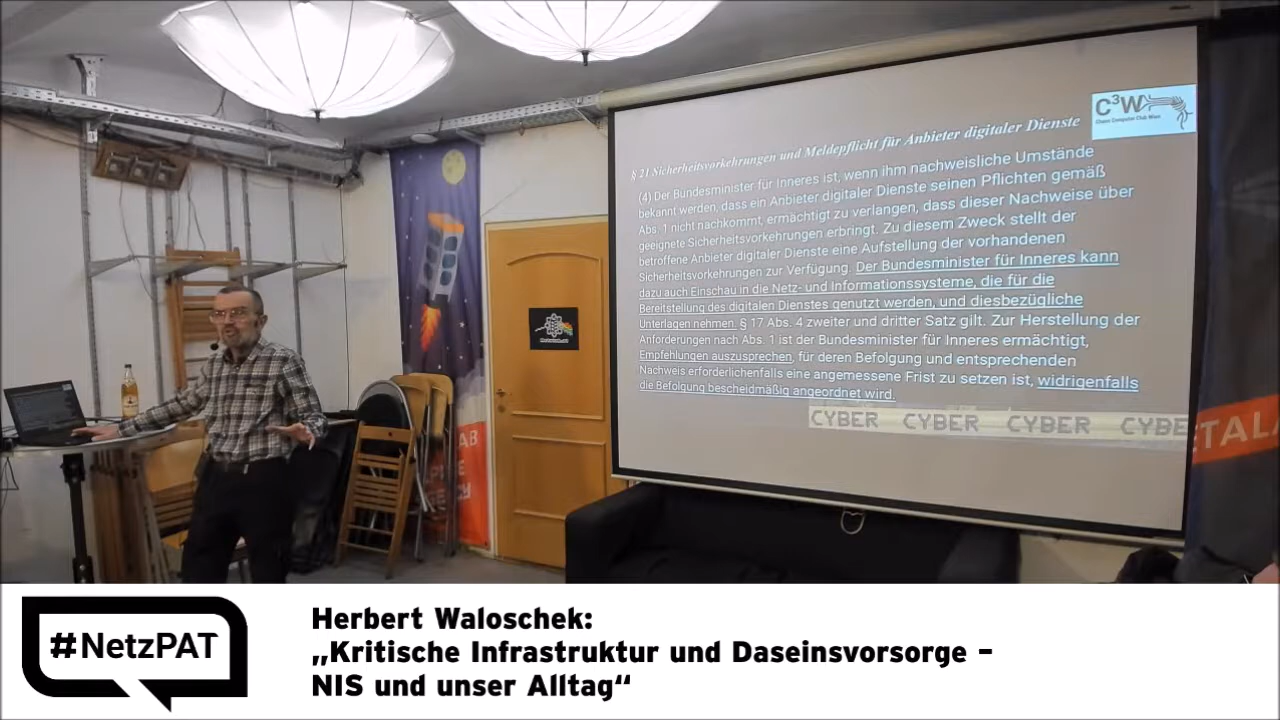 C³W
Chaos Computer Club Wien
§ 21 Sicherheitsvorkehrungen und Meldepflicht für Anbieter digitaler Dienste
(4) Der Bundesminister für Inneres ist, wenn ihm nachweisliche Umstände
bekannt werden, dass ein Anbieter digitaler Dienste seinen Pflichten gemäß
Abs. 1 nicht nachkommt, ermächtigt zu verlangen, dass dieser Nachweise über
geeignete Sicherheitsvorkehrungen erbringt. Zu diesem Zweck stellt der
betroffene Anbieter digitaler Dienste eine Aufstellung der vorhandenen
Sicherheitsvorkehrungen zur Verfügung. Der Bundesminister für Inneres kann
dazu auch Einschau in die Netz- und Informationssysteme, die für die
Bereitstellung des digitalen Dienstes genutzt werden, und diesbezügliche
Unterlagen nehmen. § 17 Abs. 4 zweiter und dritter Satz gilt. Zur Herstellung der
Anforderungen nach Abs. 1 ist der Bundesminister für Inneres ermächtigt,
Empfehlungen auszusprechen, für deren Befolgung und entsprechenden
Nachweis erforderlichenfalls eine angemessene Frist zu setzen ist, widrigenfalls
die Befolgung bescheidmäßig angeordnet wird.
CYBER CYBER CYBER CYBE
ETALA
AB
#NetzPAT
Herbert Waloschek:
„Kritische Infrastruktur und Daseinsvorsorge –
NIS und unser Alltag“